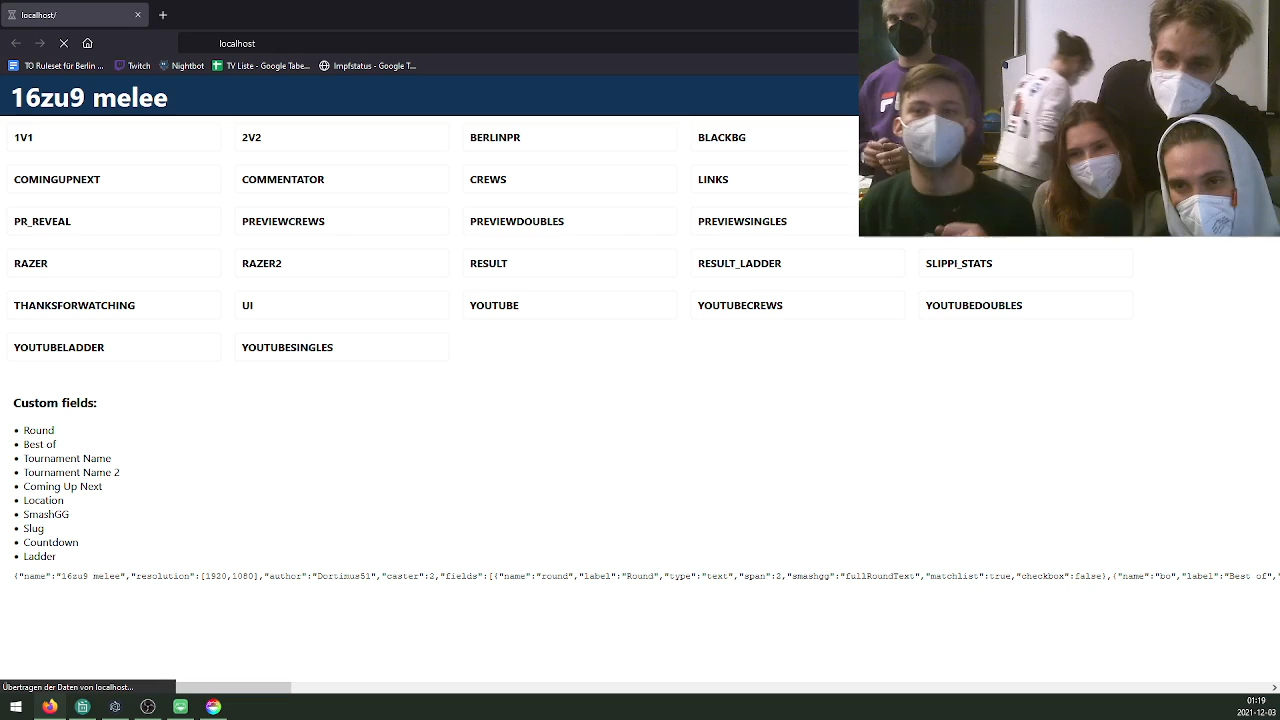 localhost/
localhost
TO Ruleset für Berlin ...
Twitch
Nightbot
TV Liste - Google Tabe...
Impfstatus - Google T...
16zu9 melee
1V1
2V2
BERLINPR
BLACKBG
COMINGUPNEXT
COMMENTATOR
CREWS
LINKS
PR_REVEAL
PREVIEWCREWS
PREVIEWDOUBLES
PREVIEWSINGLES
RAZER
RAZER2
RESULT
RESULT_LADDER
SLIPPI_STATS
THANKSFORWATCHING
UI
YOUTUBE
YOUTUBECREWS
YOUTUBEDOUBLES
YOUTUBELADDER
YOUTUBESINGLES
Custom fields:
• Round
• Best of
• Tournament Name
• Tournament Name 2
• Coming Up Next
• Location
• SmashGG
• Slug
• Countdown
• Ladder
{"name":"16zu9 melee","resolution":[1920,1080],"author":"Dortimus51","caster":2,"fields":[{"name":"round","label":"Round","type":"text","span":2,"smashgg":"fullRoundText","matchlist":true,"checkbox":false},{"name":"bo","label":"Best of","
Übertragen der Daten von localhost...
01:19
2021-12-03